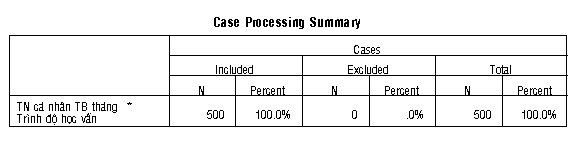 Case Processing Summary
Cases
Included Excluded Total
N Percent N Percent N Percent
TN cá nhân TB tháng * 
Trình độ học vấn 500 100.0% 0 .0% 500 100.0%